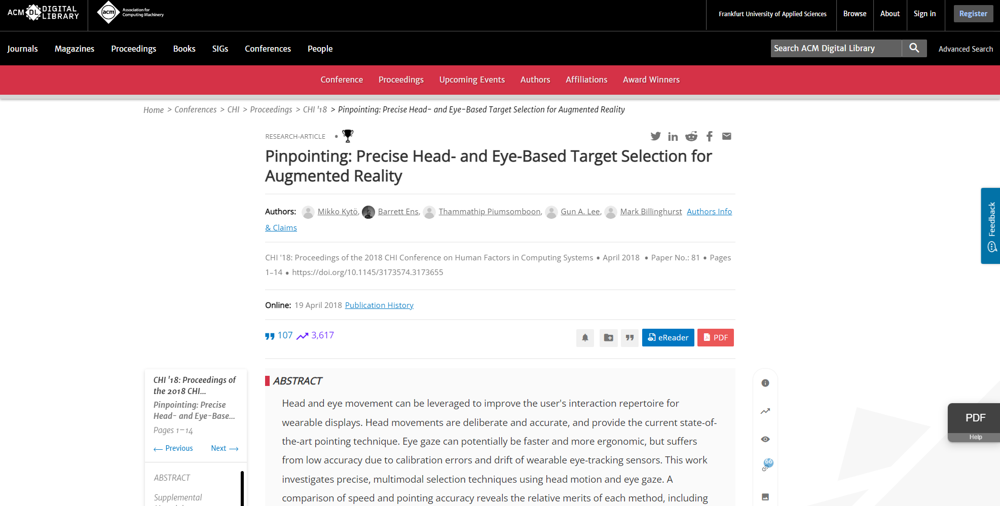 ACM DL DIGITAL LIBRARY
acm Association for Computing Machinery
Frankfurt University of Applied Sciences
Browse
About
Sign in
Register
Journals
Magazines
Proceedings
Books
SIGs
Conferences
People
Search ACM Digital Library
Advanced Search
Conference
Proceedings
Upcoming Events
Authors
Affiliations
Award Winners
Home > Conferences > CHI > Proceedings > CHI '18 > Pinpointing: Precise Head- and Eye-Based Target Selection for Augmented Reality
RESEARCH-ARTICLE •
Pinpointing: Precise Head- and Eye-Based Target Selection for
Augmented Reality
Authors: Mikko Kytö, Barrett Ens, Thammathip Piumsomboon, Gun A. Lee, Mark Billinghurst Authors Info
& Claims
CHI '18: Proceedings of the 2018 CHI Conference on Human Factors in Computing Systems • April 2018 • Paper No.: 81 • Pages
1–14 • https://doi.org/10.1145/3173574.3173655
Online: 19 April 2018 Publication History
107 3,617
eReader
PDF
CHI '18: Proceedings of
the 2018 CHI...
Pinpointing: Precise
Head- and Eye-Base...
Pages 1–14
← Previous
Next →
ABSTRACT
Supplemental
ABSTRACT
Head and eye movement can be leveraged to improve the user's interaction repertoire for
wearable displays. Head movements are deliberate and accurate, and provide the current state-of-
the-art pointing technique. Eye gaze can potentially be faster and more ergonomic, but suffers
from low accuracy due to calibration errors and drift of wearable eye-tracking sensors. This work
investigates precise, multimodal selection techniques using head motion and eye gaze. A
comparison of speed and pointing accuracy reveals the relative merits of each method, including
66
Feedback
PDF
Help